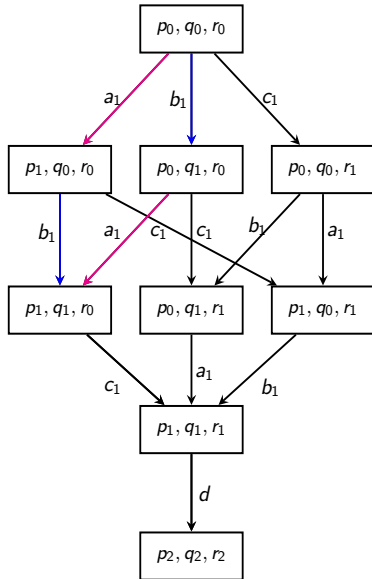 p₀, q₀, r₀
a₁ b₁ c₁
p₁, q₀, r₀ p₀, q₁, r₀ p₀, q₀, r₁
b₁ a₁ c₁ c₁ b₁ a₁
p₁, q₁, r₀ p₀, q₁, r₁ p₁, q₀, r₁
c₁ a₁ b₁
p₁, q₁, r₁
d
p₂, q₂, r₂